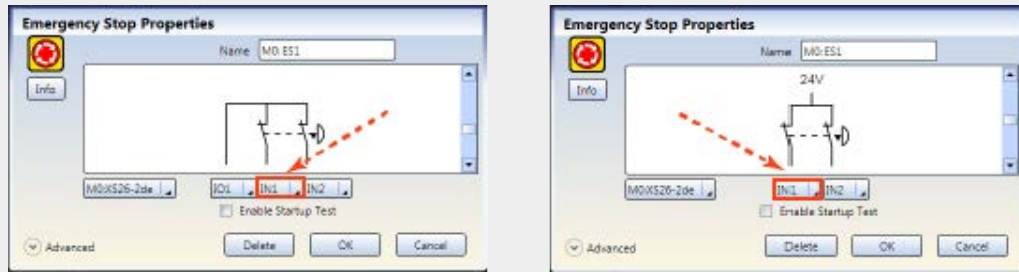 Emergency Stop Properties
Name M0:ES1
Info
M0:XS26-2de IO1 IN1 IN2
Enable Startup Test
Advanced Delete OK Cancel
Emergency Stop Properties
Name M0:ES1
Info
24V
M0:XS26-2de IN1 IN2
Enable Startup Test
Advanced Delete OK Cancel